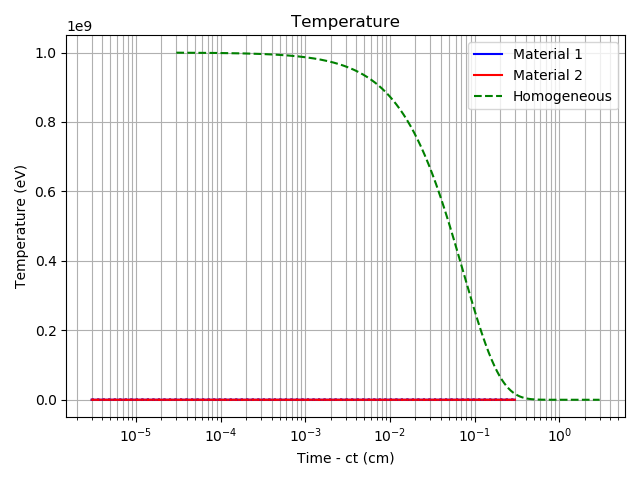 Temperature
1e9
Material 1
Material 2
Homogeneous
1.0
0.8
0.6
0.4
0.2
0.0
Temperature (eV)
10⁻⁵ 10⁻⁴ 10⁻³ 10⁻² 10⁻¹ 10⁰
Time - ct (cm)